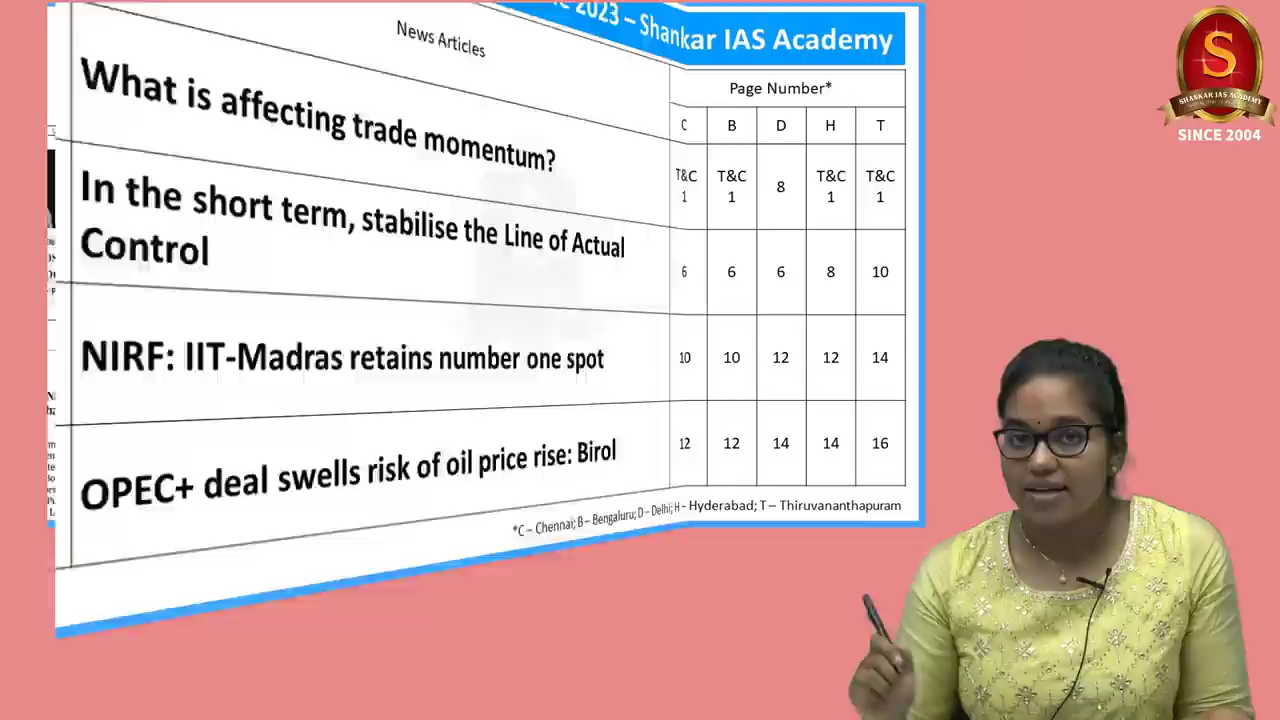 2023 – Shankar IAS Academy
News Articles
Page Number*
C B D H T
What is affecting trade momentum?
T&C 1 T&C 1 8 T&C 1 T&C 1
In the short term, stabilise the Line of Actual
Control
6 6 6 8 10
NIRF: IIT-Madras retains number one spot
10 10 12 12 14
OPEC+ deal swells risk of oil price rise: Birol
12 12 14 14 16
*C – Chennai; B – Bengaluru; D – Delhi; H - Hyderabad; T – Thiruvananthapuram
S
SHANKAR IAS ACADEMY
SINCE 2004